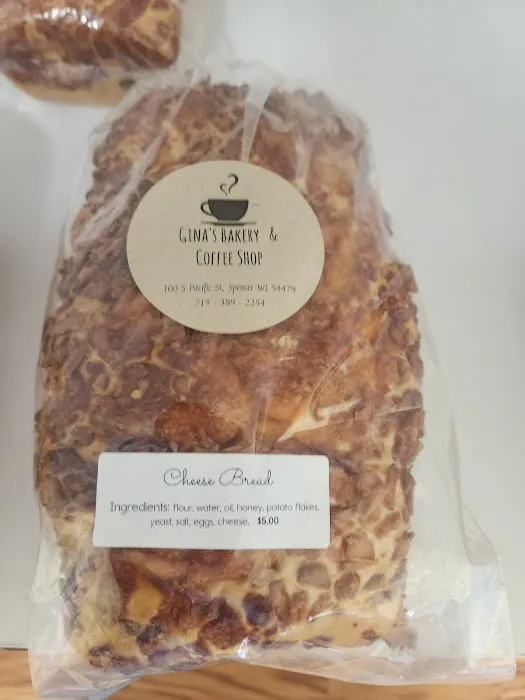 GINA'S BAKERY &
COFFEE SHOP
100 S Pacific St, Spencer WI 54479
715 - 389 - 2254
Cheese Bread
Ingredients: flour, water, oil, honey, potato flakes,
yeast, salt, eggs, cheese, $5.00